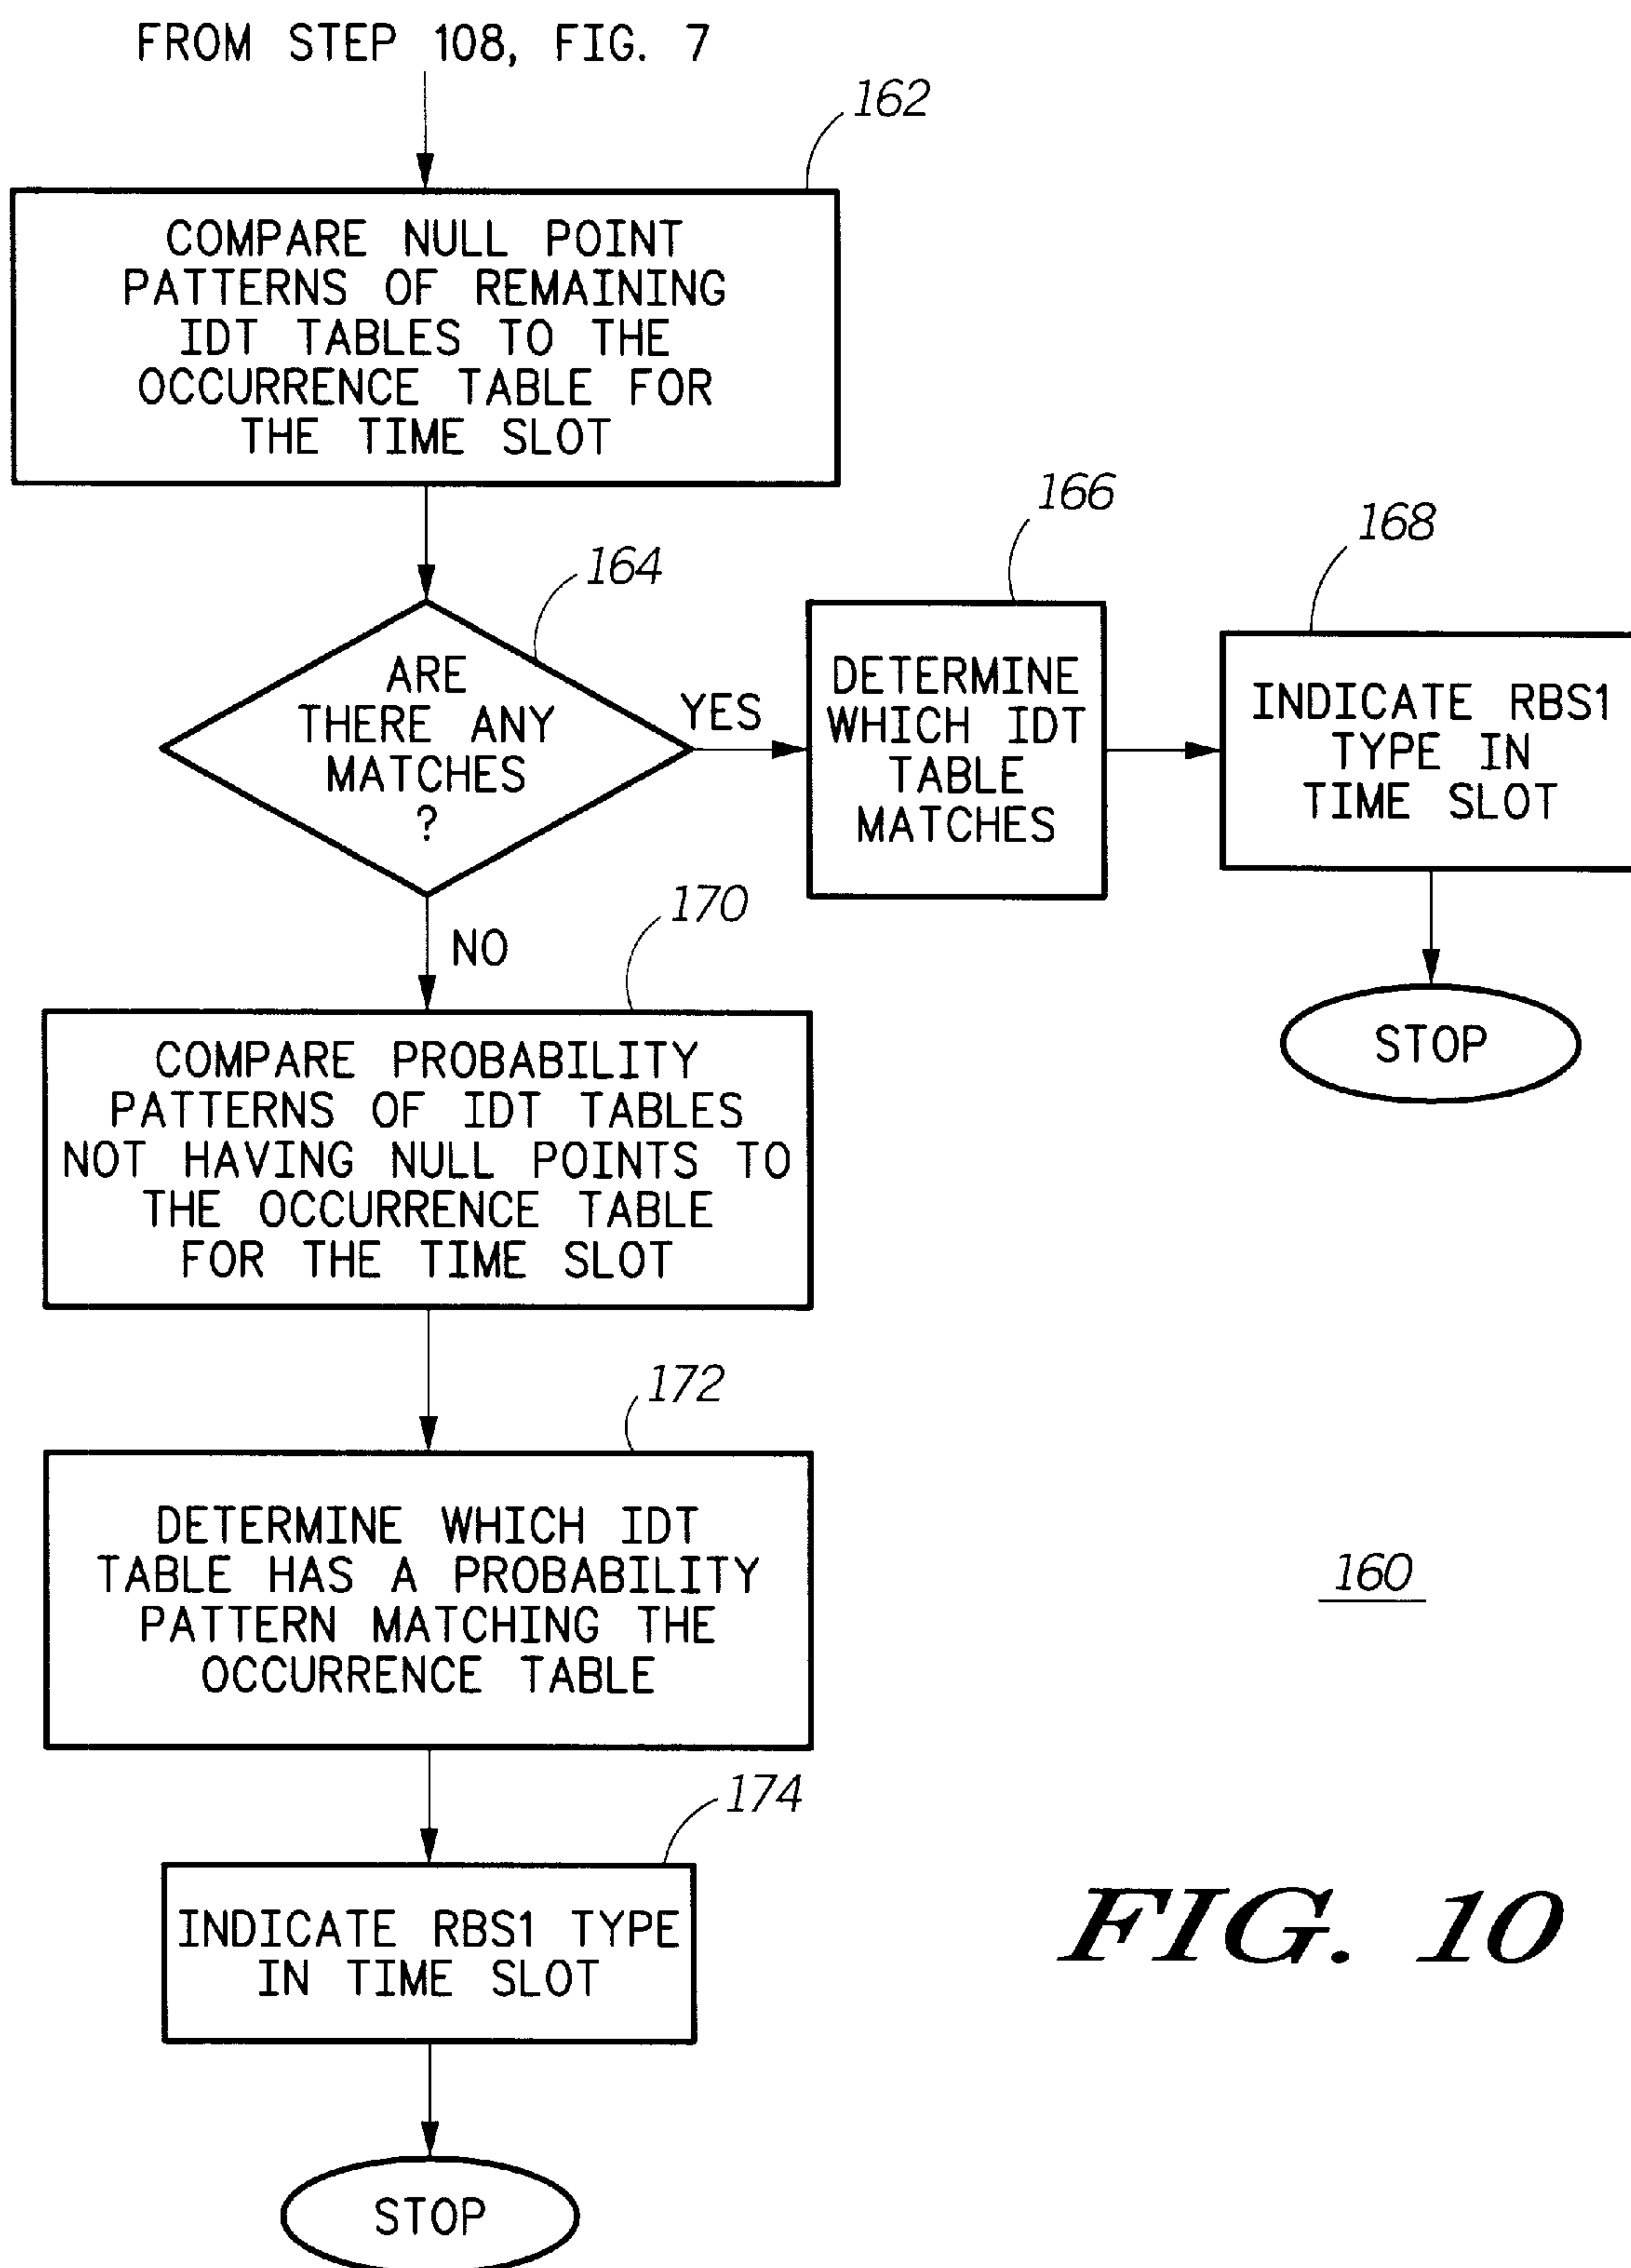 FROM STEP 108, FIG. 7
162
COMPARE NULL POINT
PATTERNS OF REMAINING
IDT TABLES TO THE
OCCURRENCE TABLE FOR
THE TIME SLOT
164
ARE
THERE ANY
MATCHES
?
YES
166
DETERMINE
WHICH IDT
TABLE
MATCHES
168
INDICATE RBS1
TYPE IN
TIME SLOT
STOP
NO
170
COMPARE PROBABILITY
PATTERNS OF IDT TABLES
NOT HAVING NULL POINTS TO
THE OCCURRENCE TABLE
FOR THE TIME SLOT
172
DETERMINE WHICH IDT
TABLE HAS A PROBABILITY
PATTERN MATCHING THE
OCCURRENCE TABLE
160
174
INDICATE RBS1 TYPE
IN TIME SLOT
STOP
FIG. 10